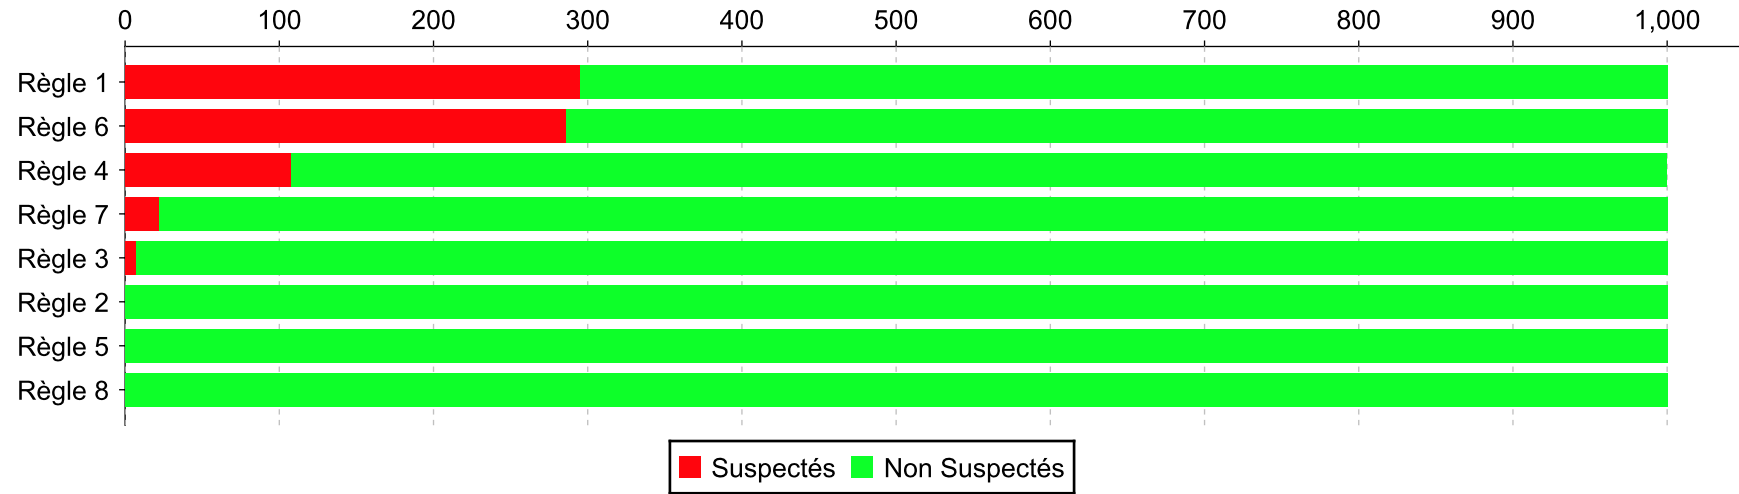 0 100 200 300 400 500 600 700 800 900 1,000
Règle 1
Règle 6
Règle 4
Règle 7
Règle 3
Règle 2
Règle 5
Règle 8
Suspectés Non Suspectés